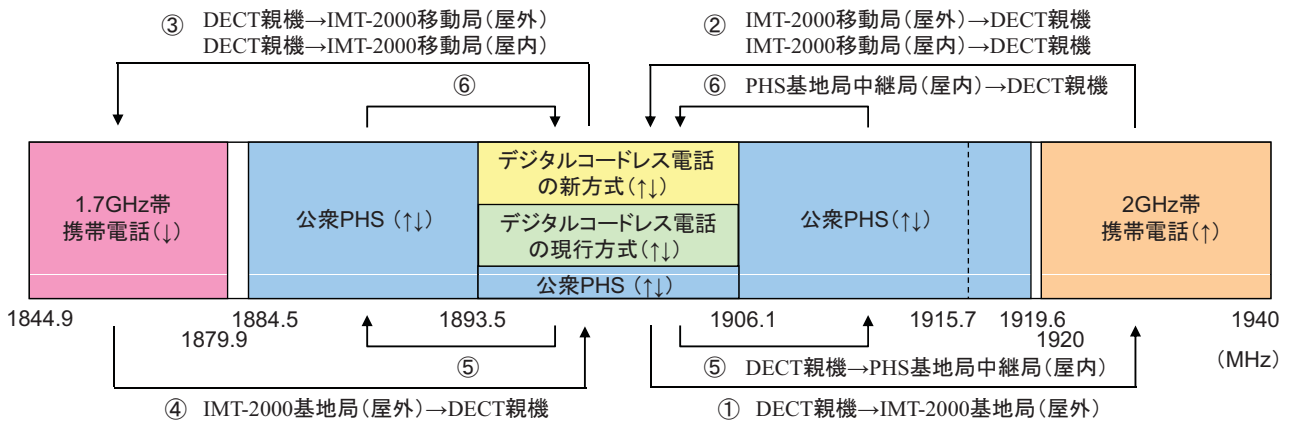 ③ DECT親機→IMT-2000移動局(屋外)
DECT親機→IMT-2000移動局(屋内)
② IMT-2000移動局(屋外)→DECT親機
IMT-2000移動局(屋内)→DECT親機
⑥
⑥ PHS基地局中継局(屋内)→DECT親機
1.7GHz帯
携帯電話(↓)
公衆PHS (↑↓)
デジタルコードレス電話
の新方式(↑↓)
デジタルコードレス電話
の現行方式(↑↓)
公衆PHS (↑↓)
公衆PHS(↑↓)
2GHz帯
携帯電話(↑)
1844.9
1879.9
1884.5
1893.5
1906.1
1915.7
1919.6
1920
1940
(MHz)
⑤
⑤ DECT親機→PHS基地局中継局(屋内)
④ IMT-2000基地局(屋外)→DECT親機
① DECT親機→IMT-2000基地局(屋外)